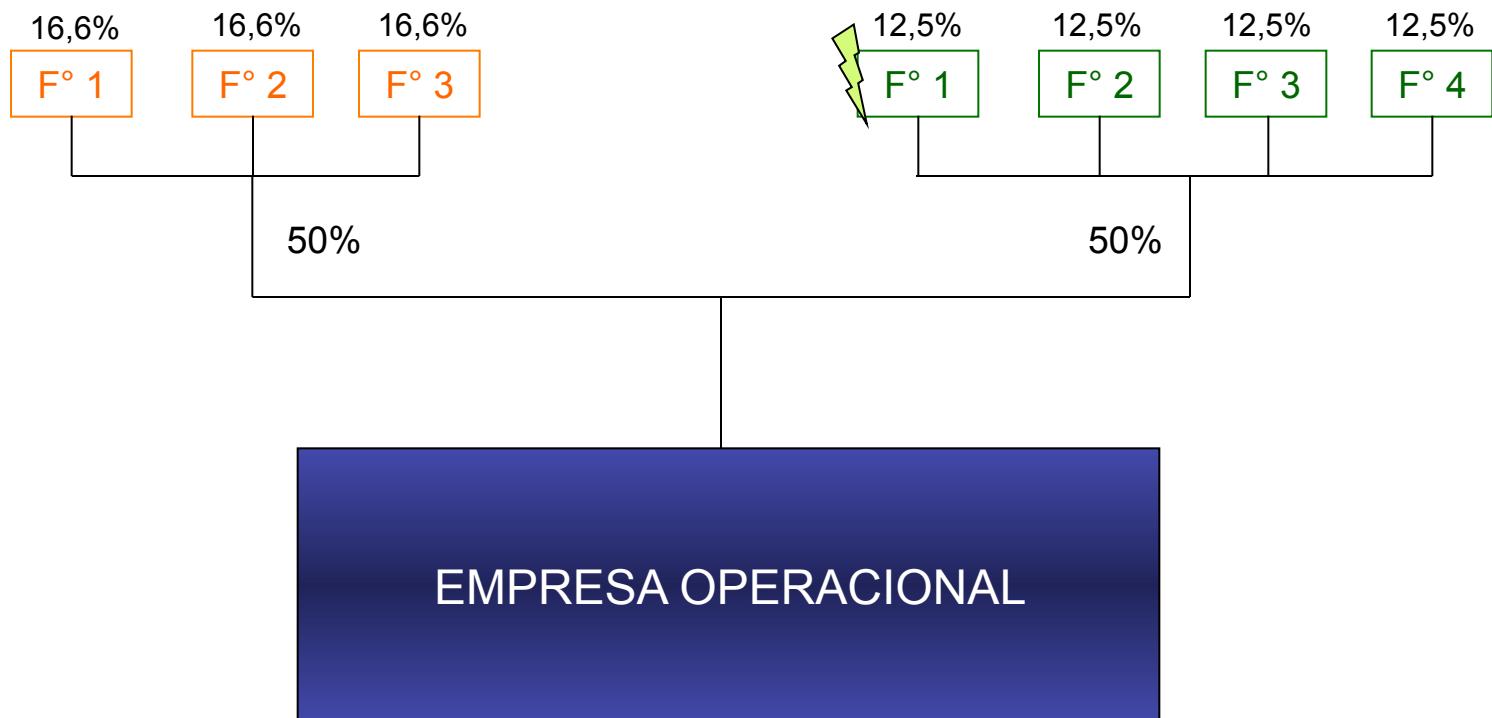 16,6% 16,6% 16,6% 12,5% 12,5% 12,5% 12,5%
F° 1 F° 2 F° 3 F° 1 F° 2 F° 3 F° 4
50% 50%
EMPRESA OPERACIONAL